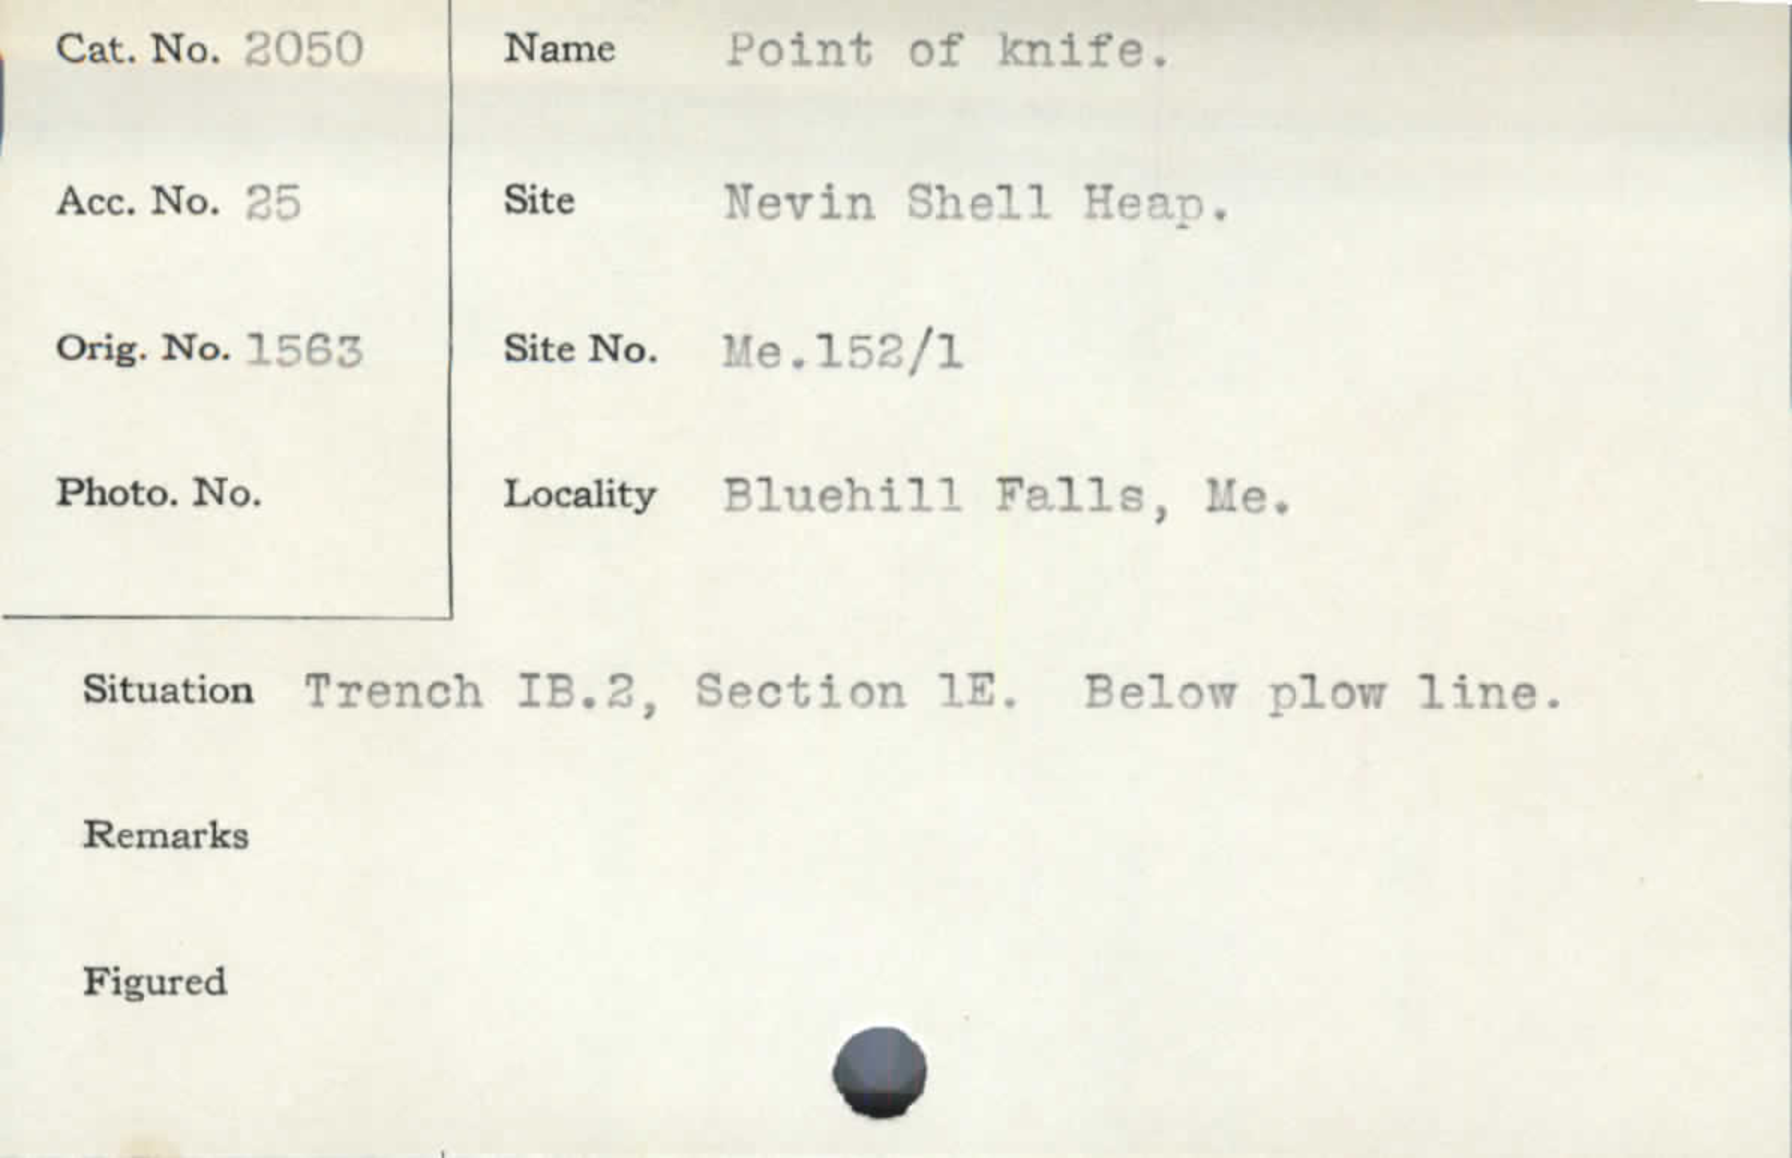 Cat. No. 2050
Name Point of knife.
Acc. No. 25
Site Nevin Shell Heap.
Orig. No. 1563
Site No. Me.152/1
Photo. No.
Locality Bluehill Falls, Me.
Situation Trench IB.2, Section 1E. Below plow line.
Remarks
Figured